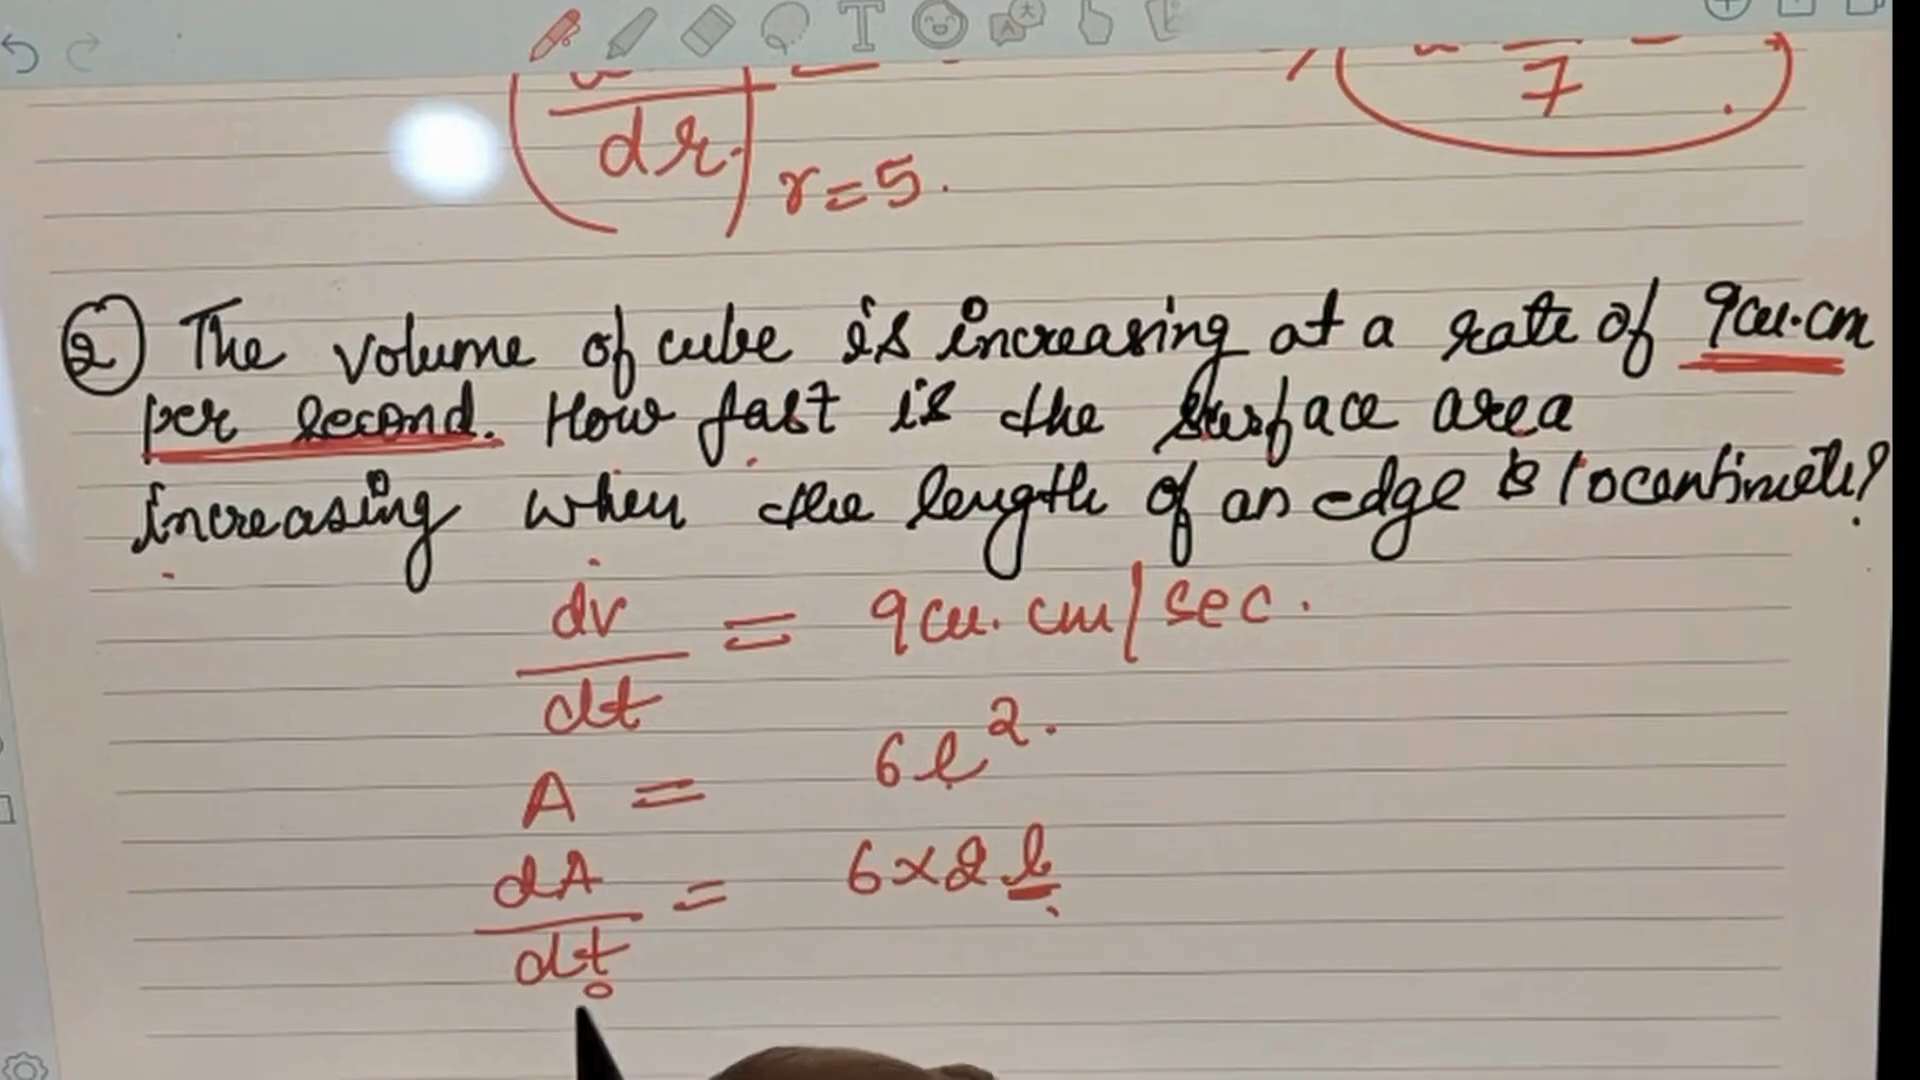 dr
r=5.
7
② The volume of cube is increasing at a rate of 9cu.cm
per second. How fast is the surface area
increasing when the length of an edge is 10 centimeter?
dv/dt = 9cu.cm/sec.
A = 6l².
dA/dt = 6×2l